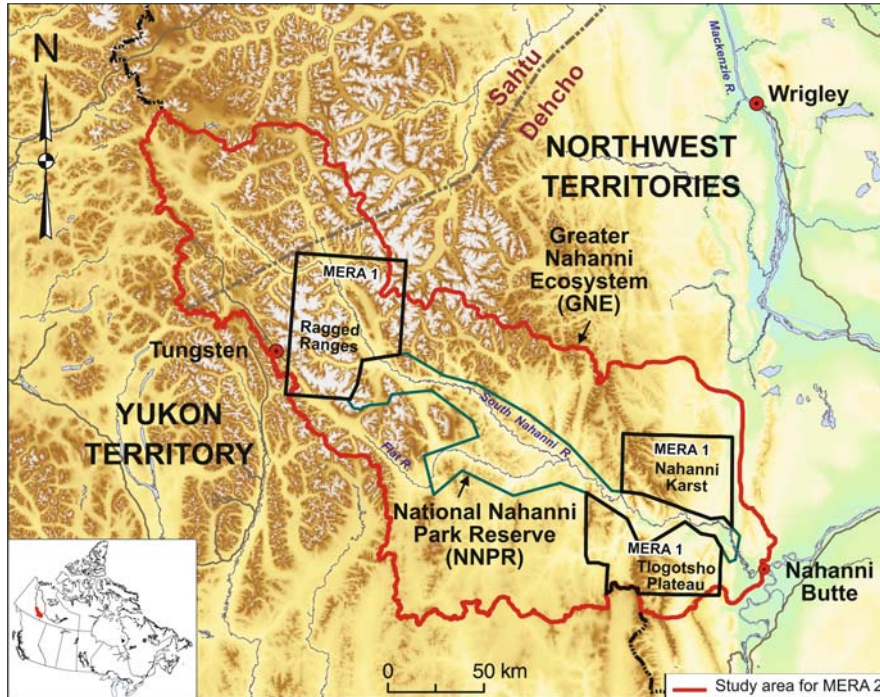 N
Sahtu
Dehcho
Mackenzie R.
Wrigley
NORTHWEST
TERRITORIES
Greater
Nahanni
Ecosystem
(GNE)
MERA 1
Ragged
Ranges
Tungsten
YUKON
TERRITORY
South Nahanni R.
Flat R.
MERA 1
Nahanni
Karst
National Nahanni
Park Reserve
(NNPR)
MERA 1
Tlogotsho
Plateau
Nahanni
Butte
0 50 km
Study area for MERA 2